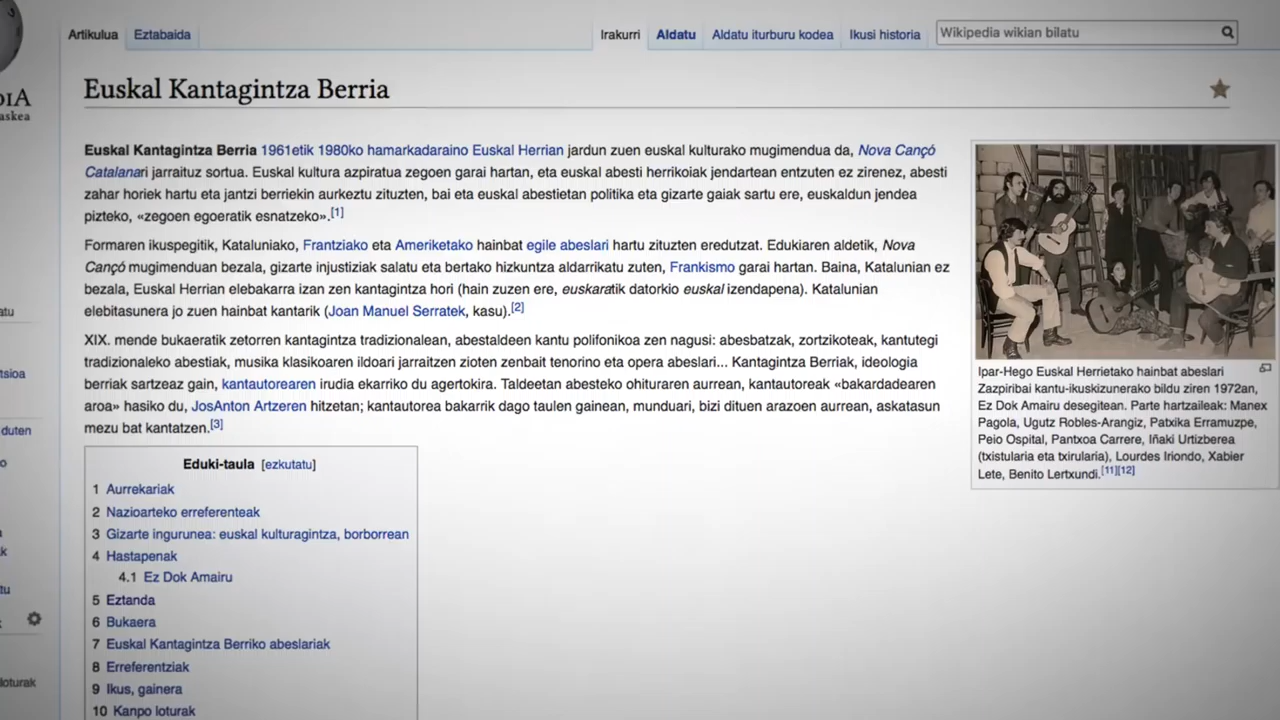 DIA
askea
Artikulua
Eztabaida
Irakurri
Aldatu
Aldatu iturburu kodea
Ikusi historia
Wikipedia wikian bilatu
Euskal Kantagintza Berria
Euskal Kantagintza Berria 1961etik 1980ko hamarkadaraino Euskal Herrian jardun zuen euskal kulturako mugimendua da, Nova Cançó
Catalanari jarraituz sortua. Euskal kultura azpiratua zegoen garai hartan, eta euskal abesti herrikoiak jendartean entzuten ez zirenez, abesti
zahar horiek hartu eta jantzi berriekin aurkeztu zituzten, bai eta euskal abestietan politika eta gizarte gaiak sartu ere, euskaldun jendea
pizteko, «zegoen egoeratik esnatzeko».[1]
Formaren ikuspegitik, Kataluniako, Frantziako eta Ameriketako hainbat egile abeslari hartu zituzten eredutzat. Edukiaren aldetik, Nova
Cançó mugimenduan bezala, gizarte injustiziak salatu eta bertako hizkuntza aldarrikatu zuten, Frankismo garai hartan. Baina, Katalunian ez
bezala, Euskal Herrian elebakarra izan zen kantagintza hori (hain zuzen ere, euskaratik datorkio euskal izendapena). Katalunian
elebitasunera jo zuen hainbat kantarik (Joan Manuel Serratek, kasu).[2]
XIX. mende bukaeratik zetorren kantagintza tradizionalean, abestaldeen kantu polifonikoa zen nagusi: abesbatzak, zortzikoteak, kantutegi
tradizionaleko abestiak, musika klasikoaren ildoari jarraitzen zioten zenbait tenorino eta opera abeslari... Kantagintza Berriak, ideologia
berriak sartzeaz gain, kantautorearen irudia ekarriko du agertokira. Taldeetan abesteko ohituraren aurrean, kantautoreak «bakardadearen
aroa» hasiko du, JosAnton Artzeren hitzetan; kantautorea bakarrik dago taulen gainean, munduari, bizi dituen arazoen aurrean, askatasun
mezu bat kantatzen.[3]
Ipar-Hego Euskal Herrietako hainbat abeslari
Zazpiribai kantu-ikuskizunerako bildu ziren 1972an,
Ez Dok Amairu desegitean. Parte hartzaileak: Manex
Pagola, Ugutz Robles-Arangiz, Patxika Erramuzpe,
Peio Ospital, Pantxoa Carrere, Iñaki Urtizberea
(txistularia eta txirularia), Lourdes Iriondo, Xabier
Lete, Benito Lertxundi.[11][12]
Eduki-taula [ezkutatu]
1 Aurrekariak
2 Nazioarteko erreferenteak
3 Gizarte ingurunea: euskal kulturagintza, borborrean
4 Hastapenak
4.1 Ez Dok Amairu
5 Eztanda
6 Bukaera
7 Euskal Kantagintza Berriko abeslariak
8 Erreferentziak
9 Ikus, gainera
10 Kanpo loturak
atu
tsioa
duten
o
a
k
tu
loturak